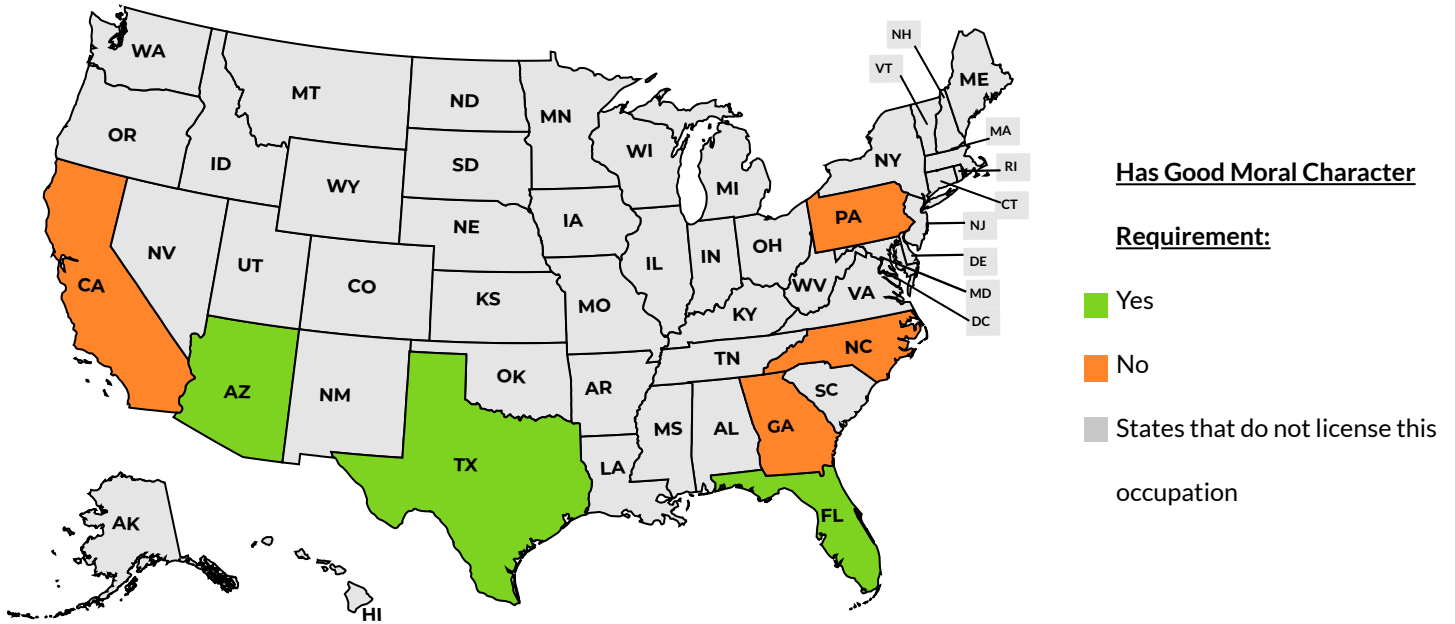 WA
OR
CA
NV
ID
MT
WY
UT
AZ
CO
NM
ND
SD
NE
KS
OK
TX
MN
IA
MO
AR
LA
WI
IL
MI
IN
OH
KY
TN
MS
AL
GA
FL
SC
NC
VA
WV
PA
NY
ME
NH
VT
MA
RI
CT
NJ
DE
MD
DC
AK
HI
Has Good Moral Character
Requirement:
Yes
No
States that do not license this
occupation